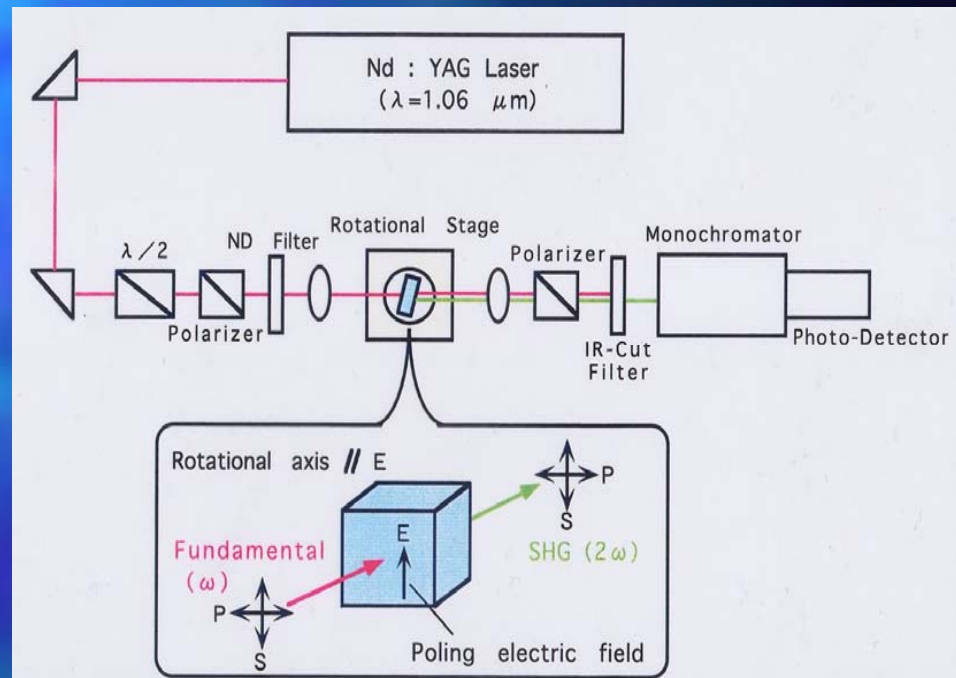 Nd : YAG Laser
(λ=1.06 μm)
λ/2
ND Filter
Rotational Stage
Polarizer
Monochromator
Polarizer
IR-Cut
Filter
Photo-Detector
Rotational axis // E
E
P
S
Fundamental
(ω)
SHG (2ω)
P
S
Poling electric field